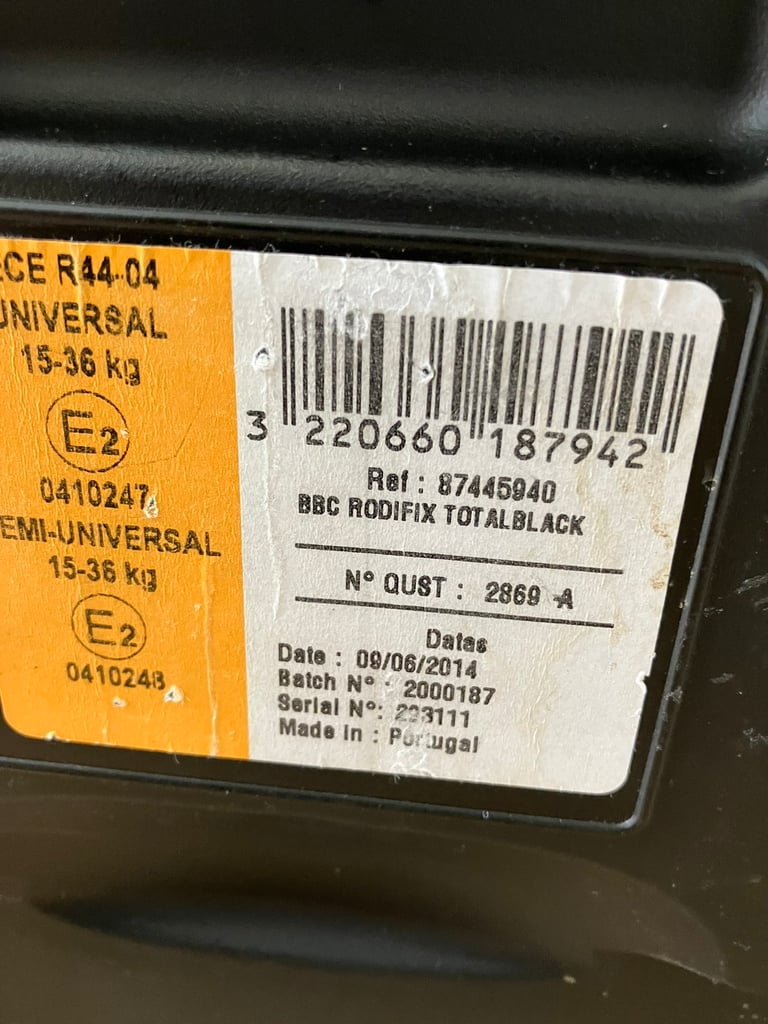 ECE R44-04
UNIVERSAL
15-36 kg
E2
0410247
EMI-UNIVERSAL
15-36 kg
E2
0410248
3 220660 187942
Ref : 87445940
BBC RODIFIX TOTALBLACK
N° QUST : 2869 A
Datas
Date : 09/06/2014
Batch N° : 2000187
Serial N°:
Made in : Portugal